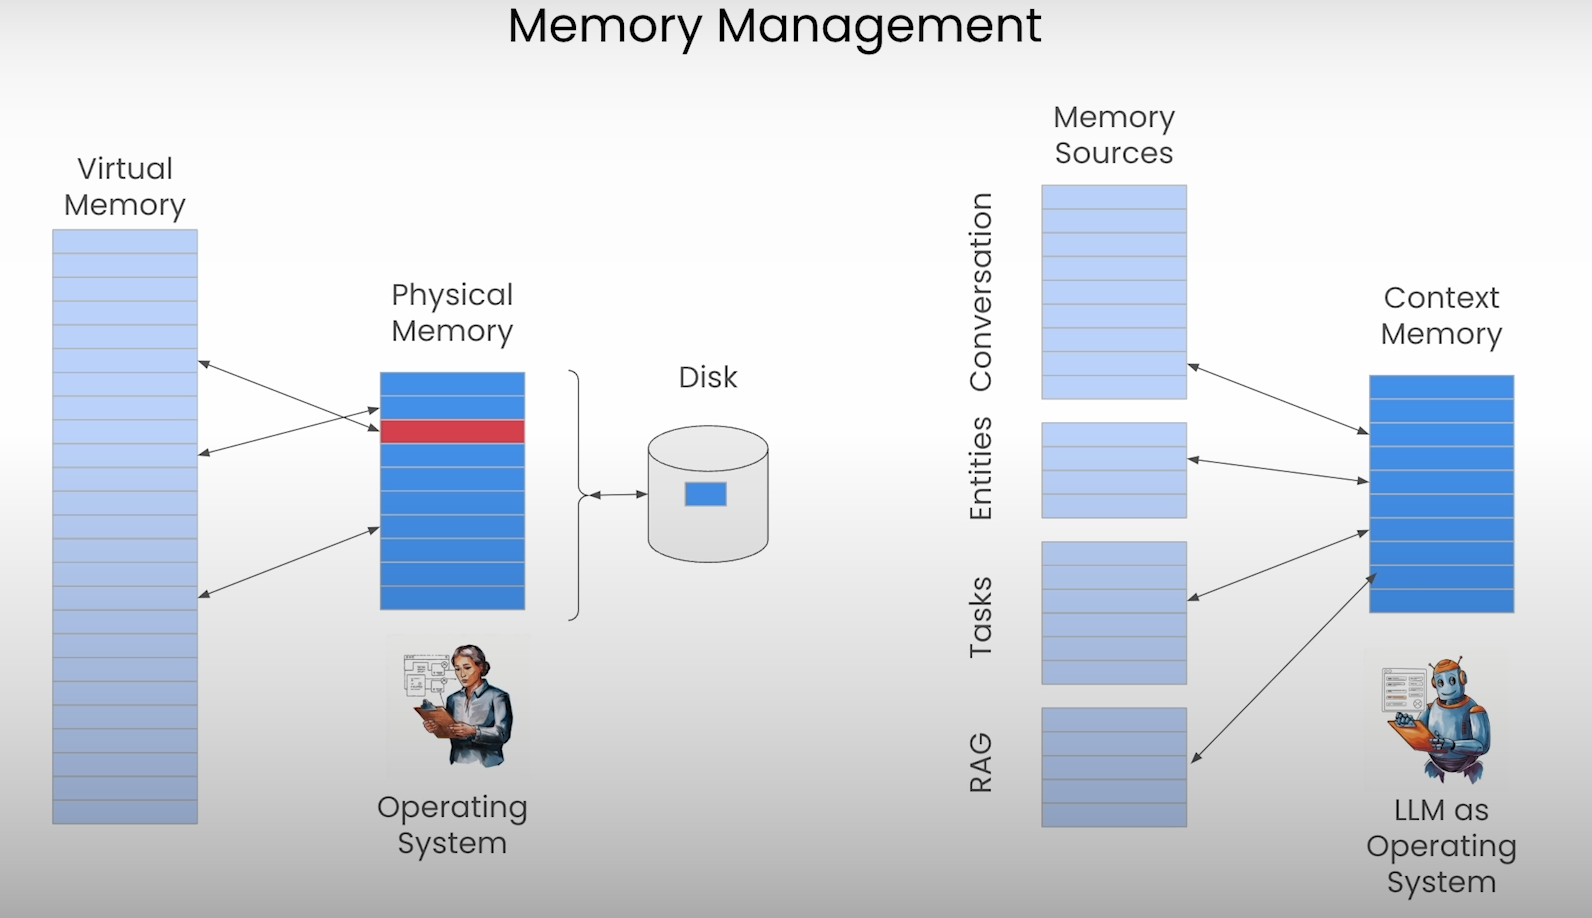 Memory Management
Virtual
Memory
Physical
Memory
Disk
Operating
System
Memory
Sources
Conversation
Entities
Tasks
RAG
Context
Memory
LLM as
Operating
System